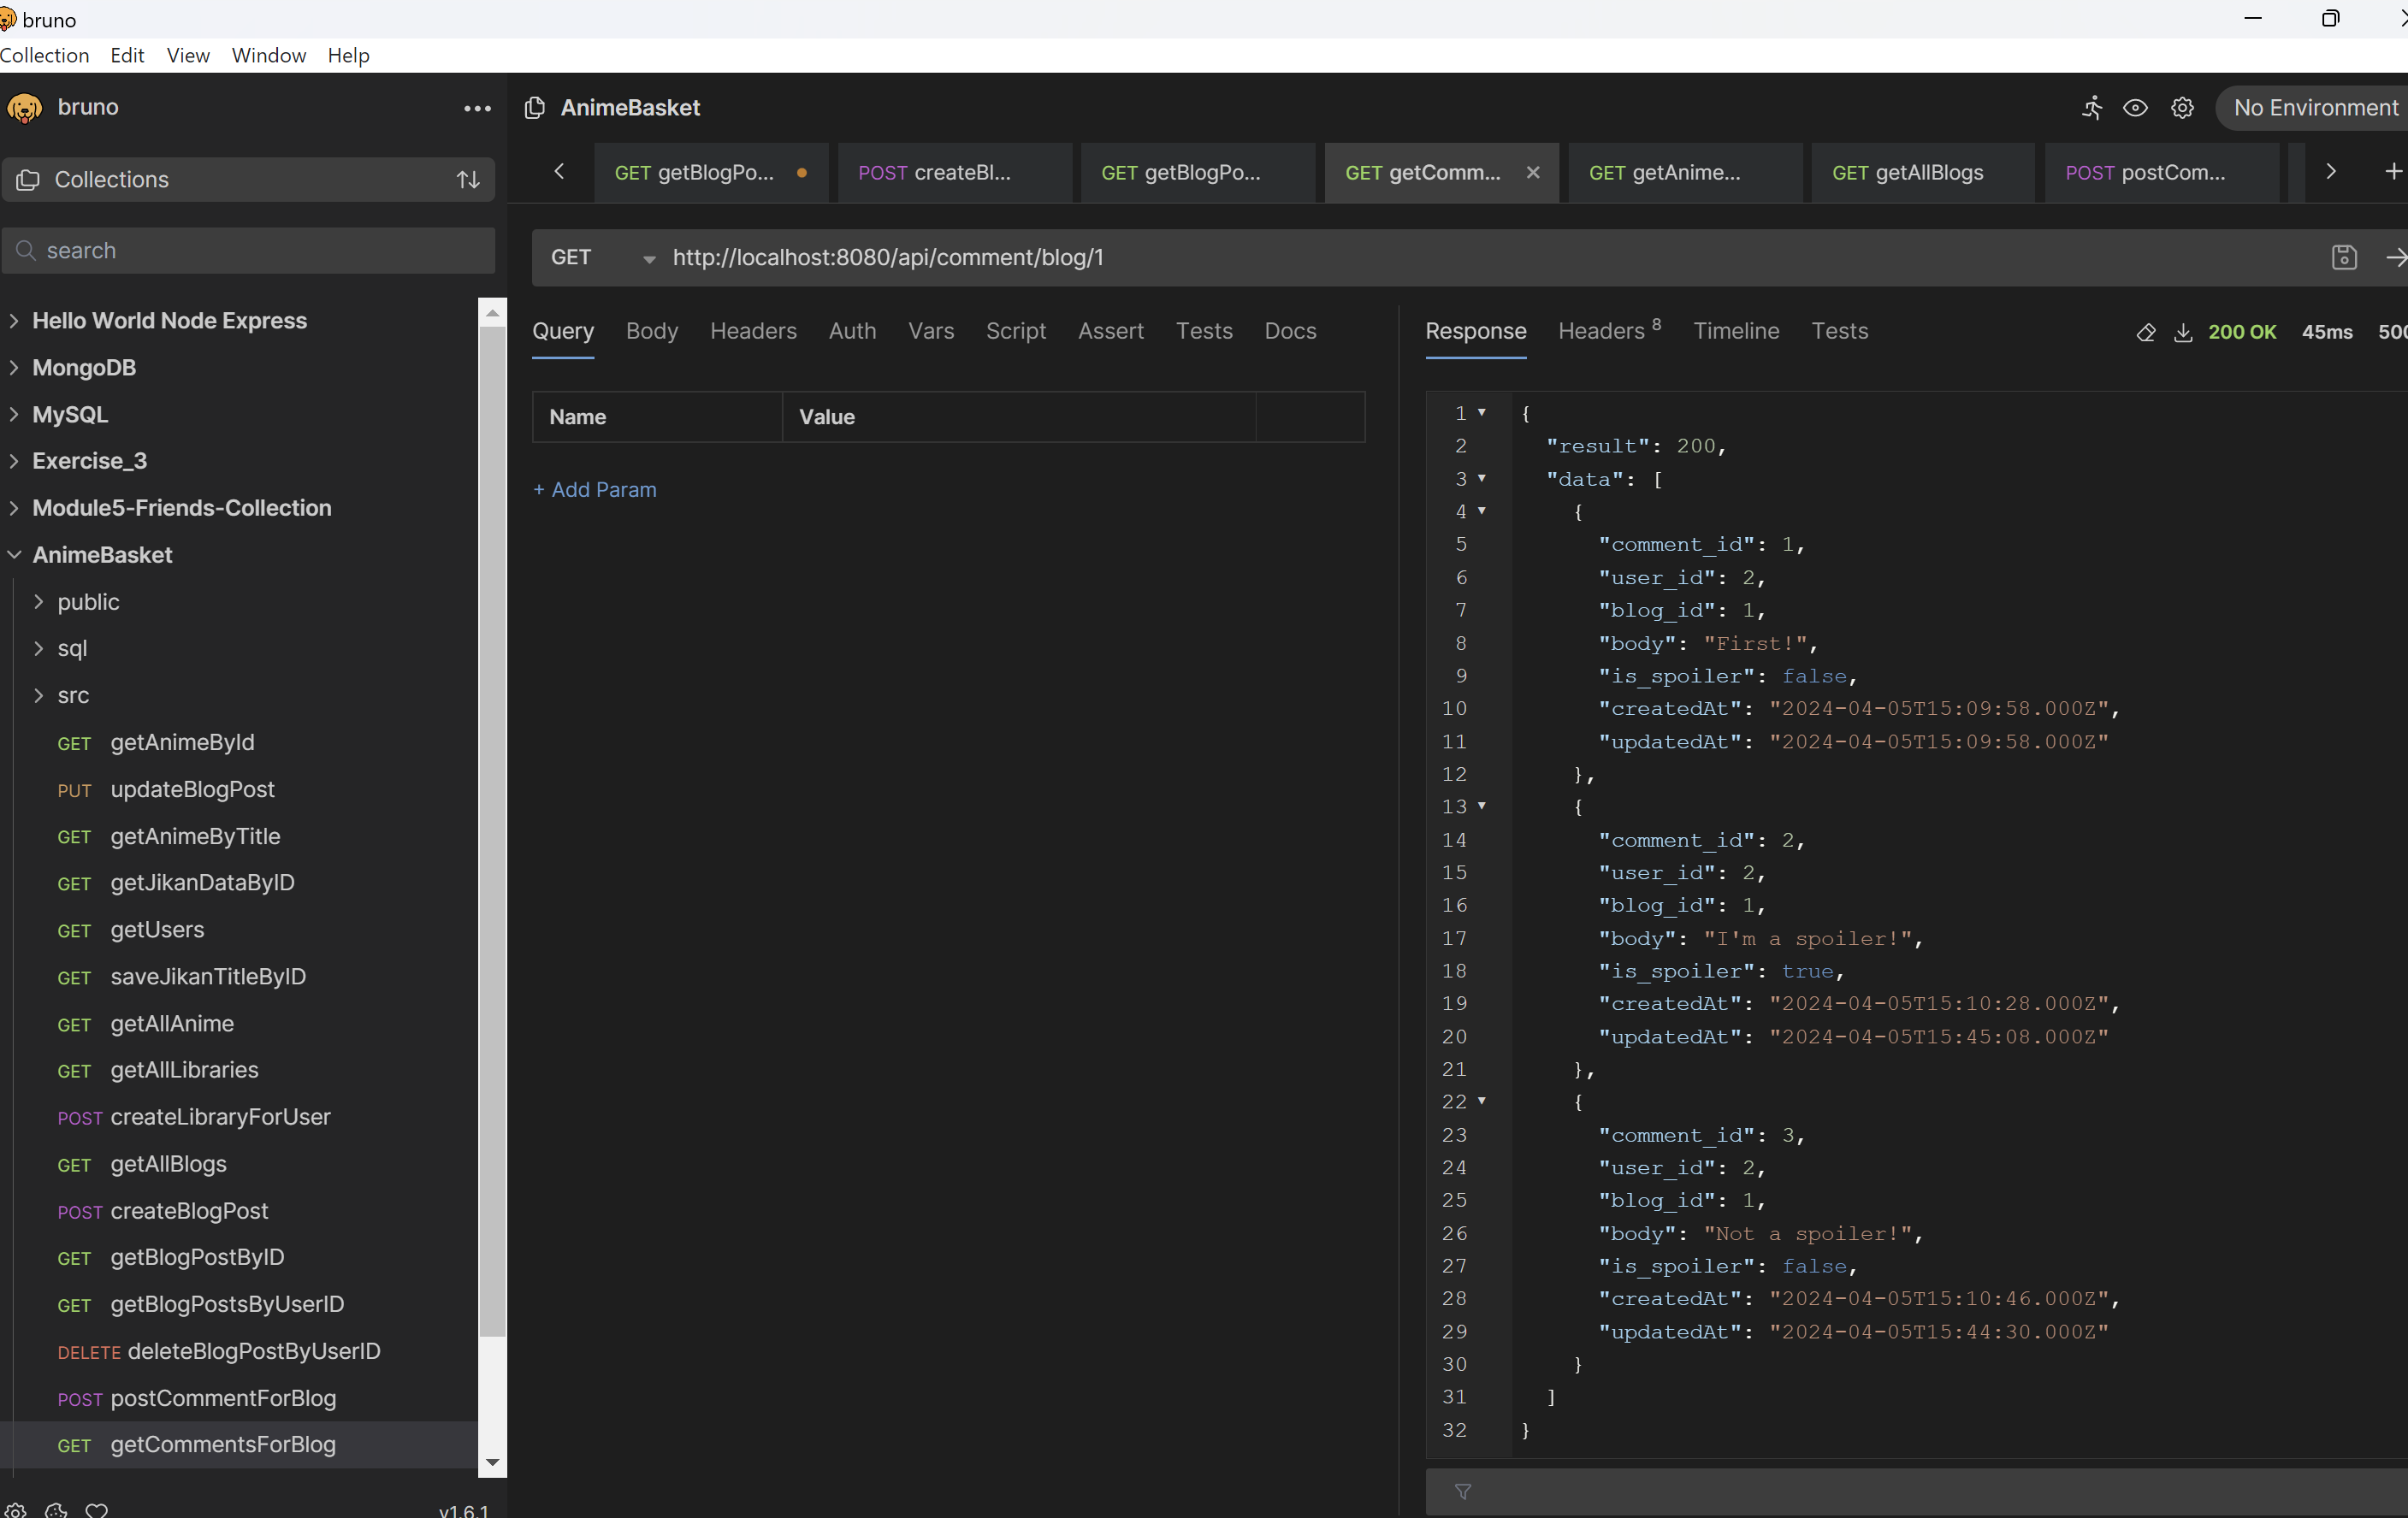 bruno
Collection Edit View Window Help
bruno
AnimeBasket
No Environment
Collections
GET getBlogPo... POST createBl... GET getBlogPo... GET getComm... GET getAnime... GET getAllBlogs POST postCom...
search
GET http://localhost:8080/api/comment/blog/1
Hello World Node Express
MongoDB
MySQL
Exercise_3
Module5-Friends-Collection
AnimeBasket
public
sql
src
GET getAnimeById
PUT updateBlogPost
GET getAnimeByTitle
GET getJikanDataByID
GET getUsers
GET saveJikanTitleByID
GET getAllAnime
GET getAllLibraries
POST createLibraryForUser
GET getAllBlogs
POST createBlogPost
GET getBlogPostByID
GET getBlogPostsByUserID
DELETE deleteBlogPostByUserID
POST postCommentForBlog
GET getCommentsForBlog
v1.6.1
Query Body Headers Auth Vars Script Assert Tests Docs
Name Value
+ Add Param
Response Headers 8 Timeline Tests 200 OK 45ms
1 {
2 "result": 200,
3 "data": [
4 {
5 "comment_id": 1,
6 "user_id": 2,
7 "blog_id": 1,
8 "body": "First!",
9 "is_spoiler": false,
10 "createdAt": "2024-04-05T15:09:58.000Z",
11 "updatedAt": "2024-04-05T15:09:58.000Z"
12 },
13 {
14 "comment_id": 2,
15 "user_id": 2,
16 "blog_id": 1,
17 "body": "I'm a spoiler!",
18 "is_spoiler": true,
19 "createdAt": "2024-04-05T15:10:28.000Z",
20 "updatedAt": "2024-04-05T15:45:08.000Z"
21 },
22 {
23 "comment_id": 3,
24 "user_id": 2,
25 "blog_id": 1,
26 "body": "Not a spoiler!",
27 "is_spoiler": false,
28 "createdAt": "2024-04-05T15:10:46.000Z",
29 "updatedAt": "2024-04-05T15:44:30.000Z"
30 }
31 ]
32 }